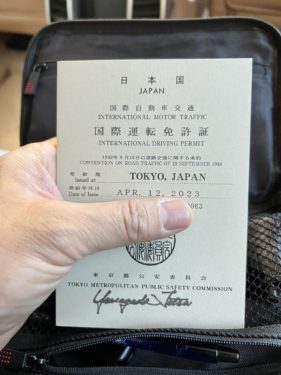 日本国
JAPAN
国際自動車交通
INTERNATIONAL MOTOR TRAFFIC
国際運転免許証
INTERNATIONAL DRIVING PERMIT
1949年9月19日の道路交通に関する条約
CONVENTION ON ROAD TRAFFIC OF 19 SEPTEMBER 1949
発給地
Issued at
TOKYO, JAPAN
発給年月日
Date of Issue
APR. 12. 2023
東京都公安委員会
TOKYO METROPOLITAN PUBLIC SAFETY COMMISSION